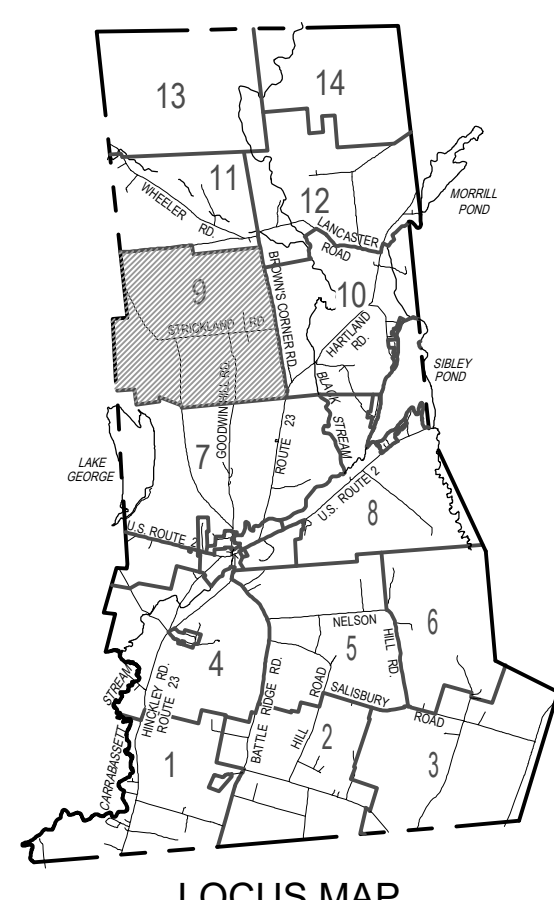 13
14
11
WHEELER RD.
12
MORRILL
POND
LANCASTER
ROAD
9
BROWN'S CORNER RD.
10
STRICKLAND RD.
HARTLAND
RD.
SIBLEY
POND
GOODWIN HILL RD.
BLACK STREAM
ROUTE 23
7
LAKE
GEORGE
U.S. ROUTE 2
U.S. ROUTE 2
8
NELSON
HILL RD.
6
5
4
BATTLE RIDGE RD.
ROAD
SALISBURY
ROAD
STREAM
HINCKLEY RD.
ROUTE 23
HILL
2
CARRABASSETT
1
3
LOCUS MAP